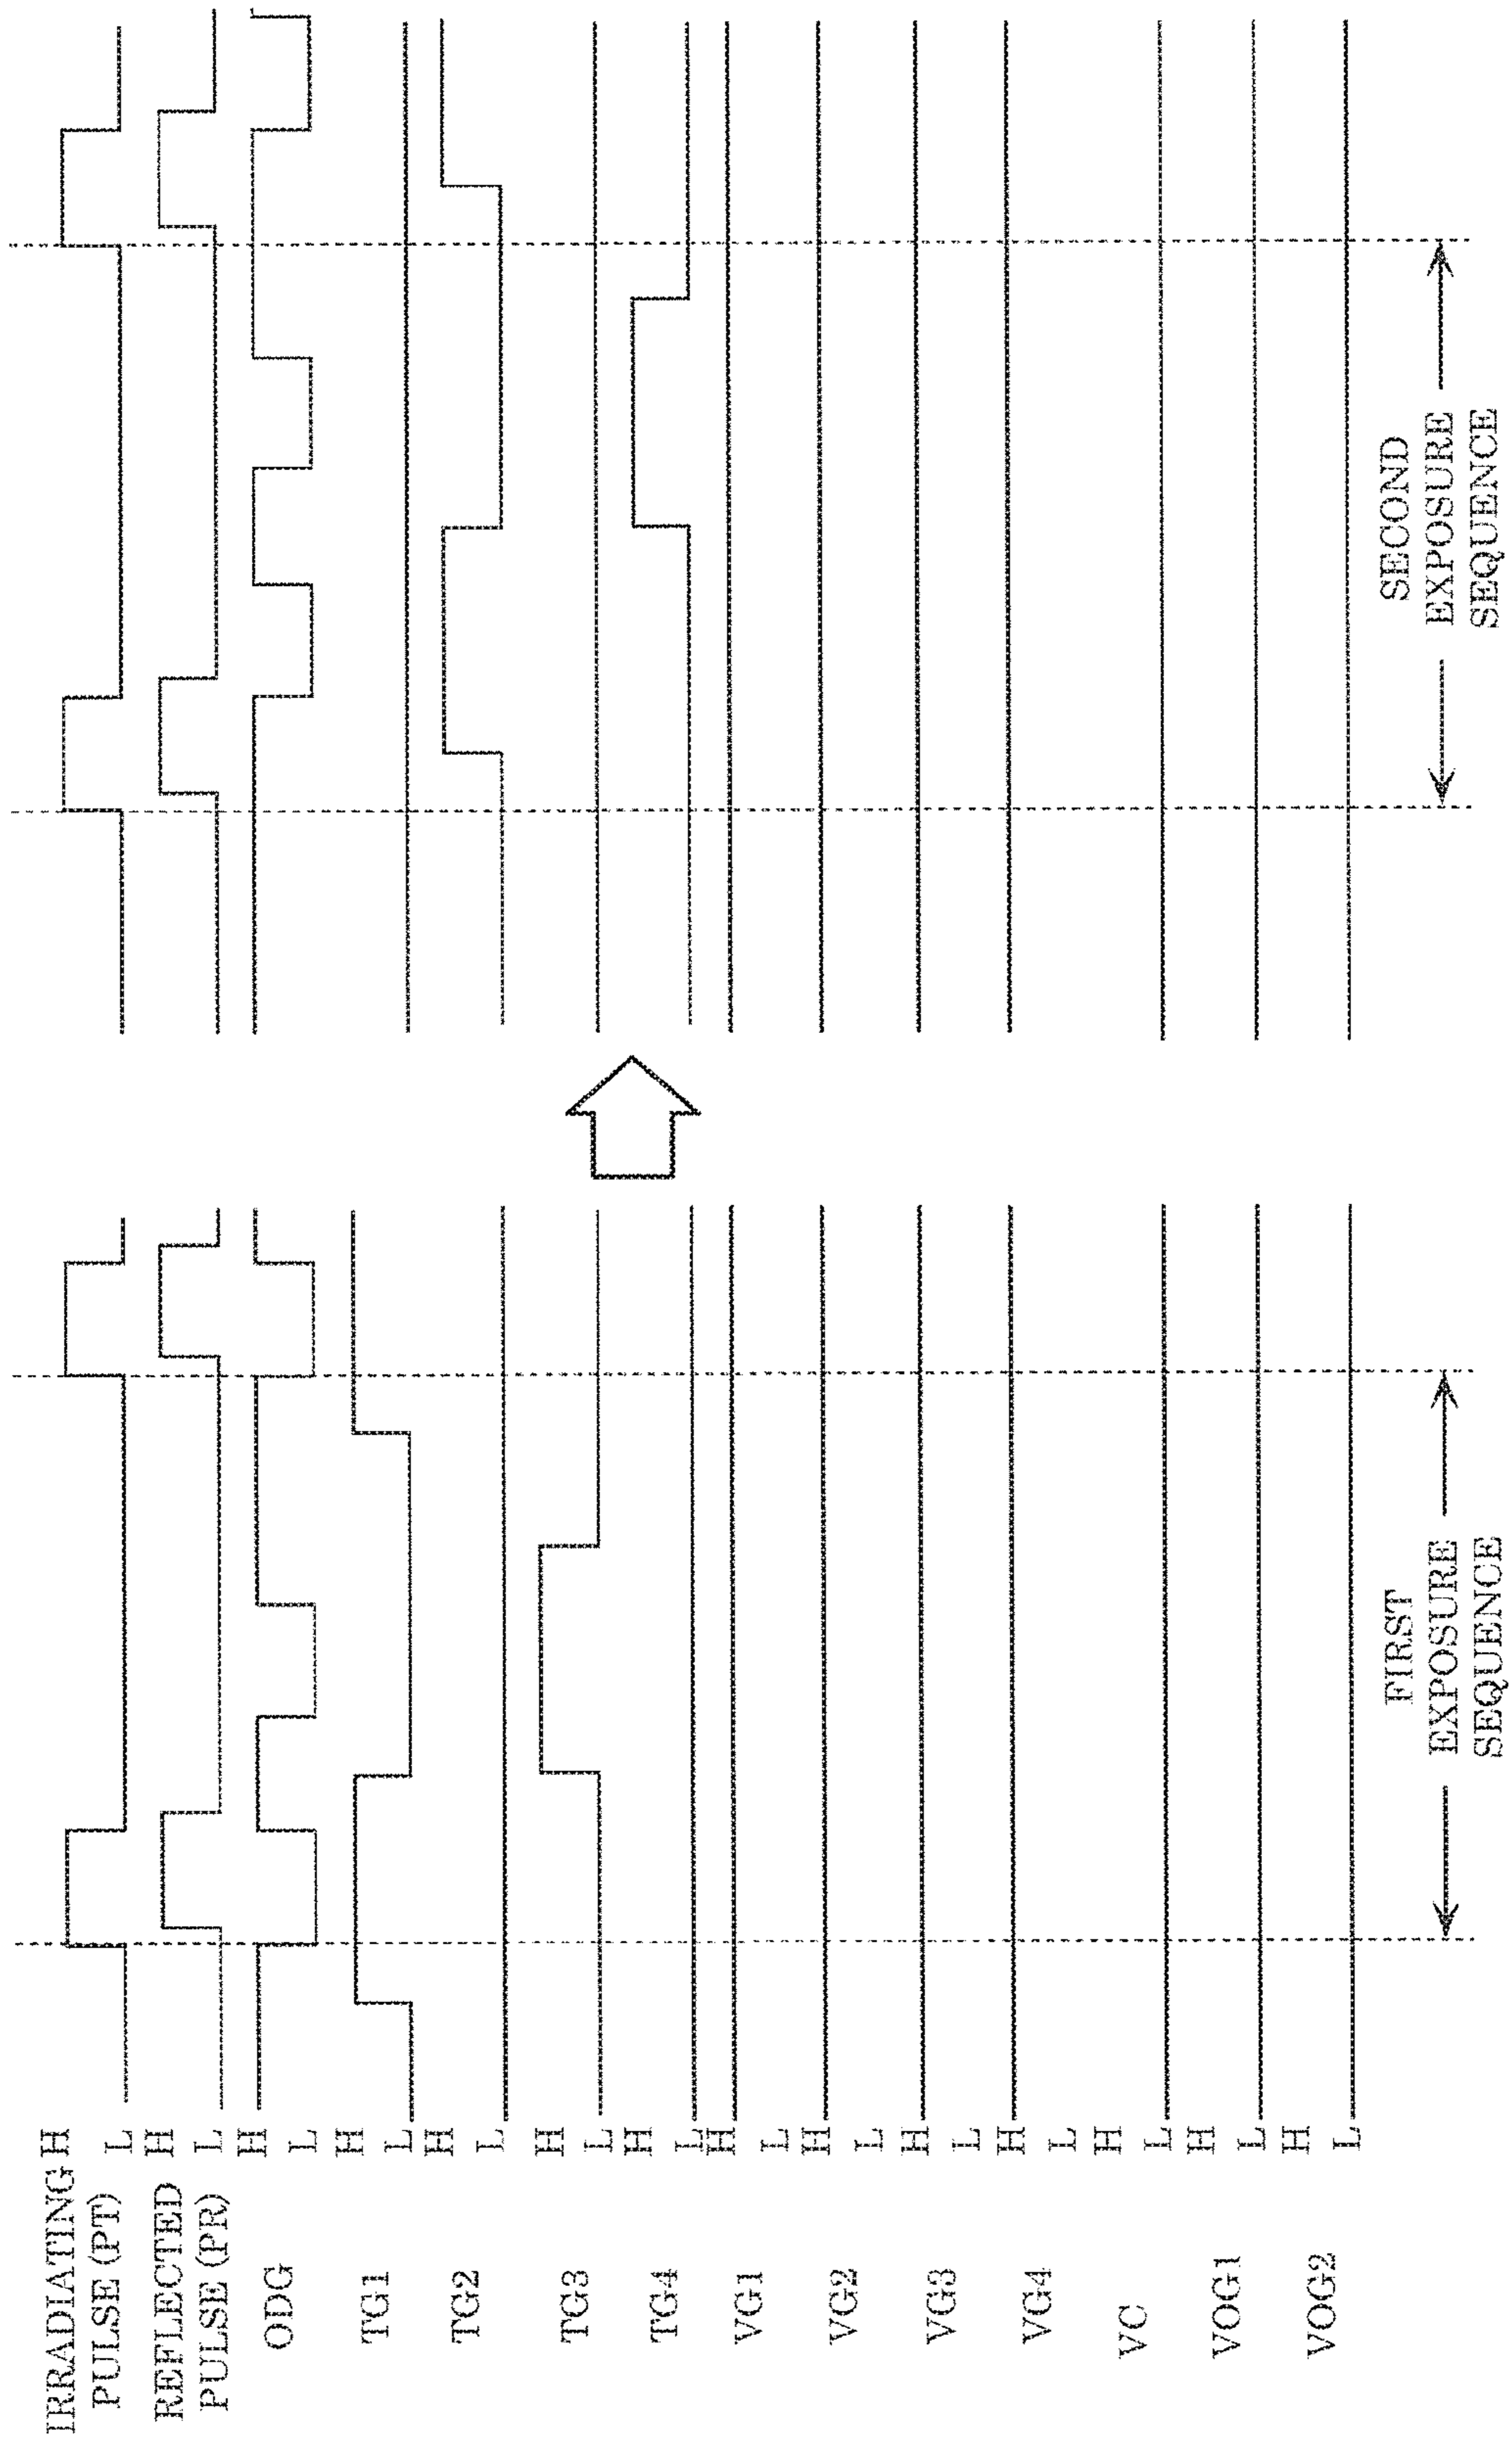 IRRADIATING
PULSE (PT)
H
L
REFLECTED
PULSE (PR)
H
L
ODG
H
L
TG1
H
L
TG2
H
L
TG3
H
L
TG4
H
L
VG1
H
L
VG2
H
L
VG3
H
L
VG4
H
L
VC
H
L
VOG1
H
L
VOG2
H
L
FIRST
EXPOSURE
SEQUENCE
SECOND
EXPOSURE
SEQUENCE